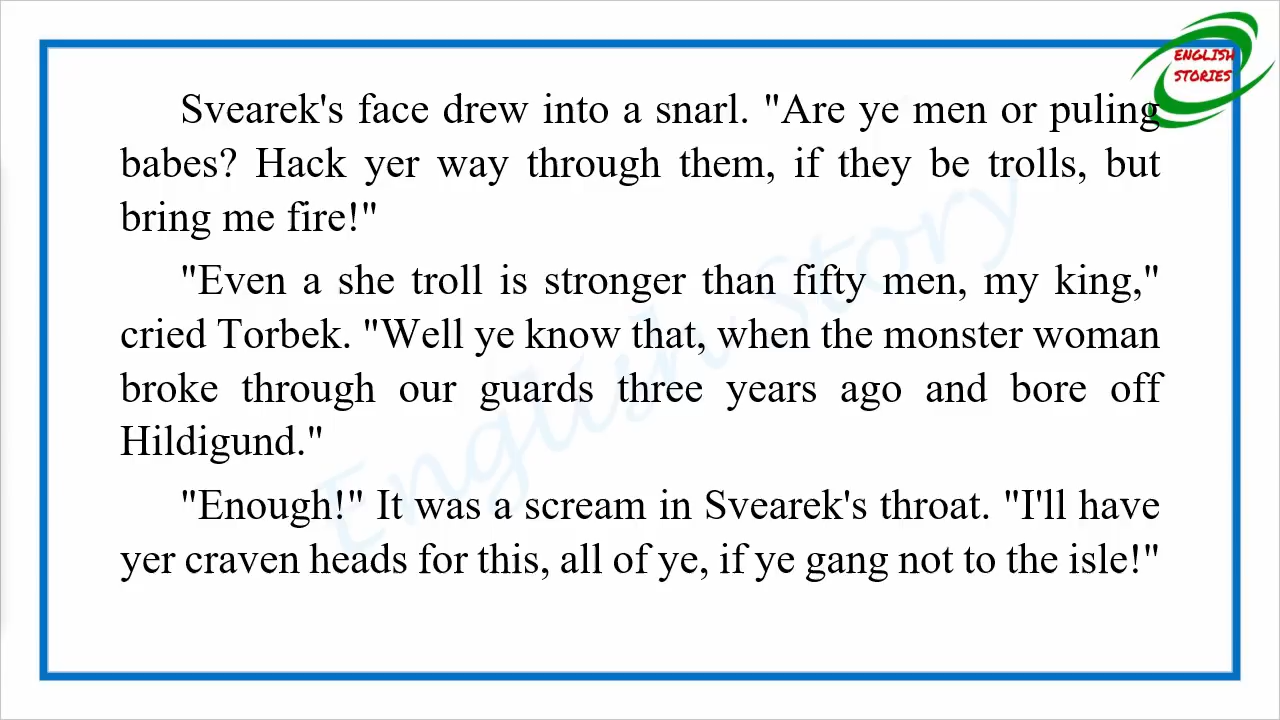 ENGLISH
STORIES
Svearek's face drew into a snarl. "Are ye men or puling
babes? Hack yer way through them, if they be trolls, but
bring me fire!"
"Even a she troll is stronger than fifty men, my king,"
cried Torbek. "Well ye know that, when the monster woman
broke through our guards three years ago and bore off
Hildigund."
"Enough!" It was a scream in Svearek's throat. "I'll have
yer craven heads for this, all of ye, if ye gang not to the isle!"
English Story